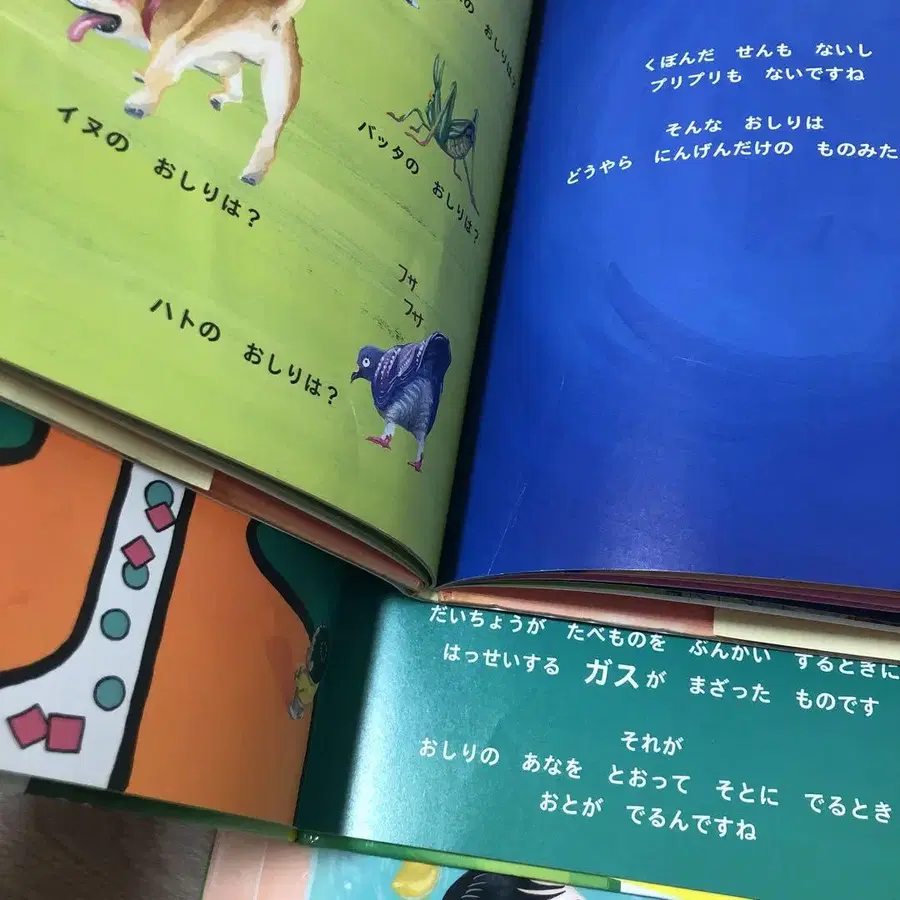 の おしりは?
イヌの おしりは?
バッタの おしりは?
フサ
フサ
ハトの おしりは?
くぼんだ せんも ないし
プリプリも ないですね
そんな おしりは
どうやら にんげんだけの ものみた
だいちょうが たべものを ぶんかい するときに
はっせいする ガスが まざった ものです
それが
おしりの あなを とおって そとに でるとき
おとが でるんですね